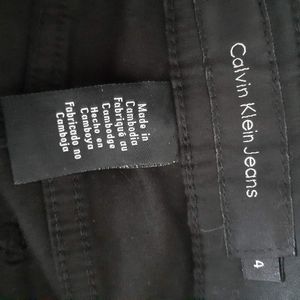 Calvin Klein Jeans
4
Made in
Cambodia
Fabriqué au
Cambodge
Hecho en
Camboya
Fabricado no
Camboja